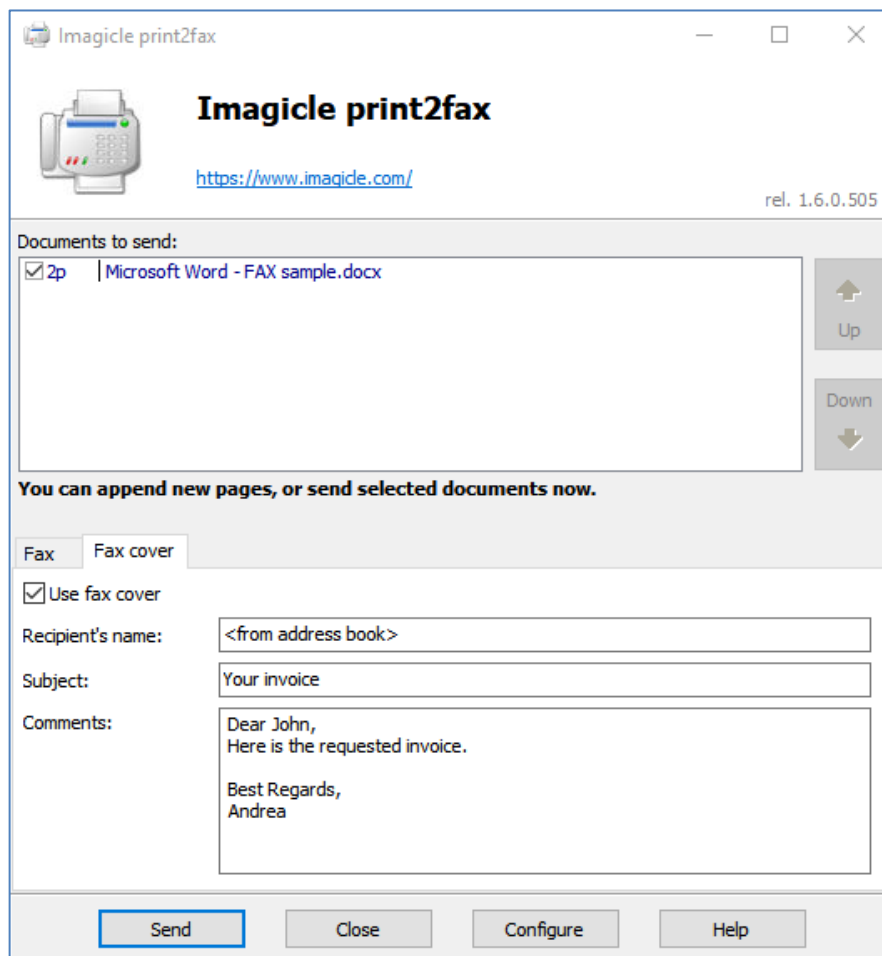 Imagicle print2fax
Imagicle print2fax
https://www.imagicle.com/
rel. 1.6.0.505
Documents to send:
2p Microsoft Word - FAX sample.docx
Up
Down
You can append new pages, or send selected documents now.
Fax Fax cover
Use fax cover
Recipient's name: <from address book>
Subject: Your invoice
Comments: Dear John,
Here is the requested invoice.
Best Regards,
Andrea
Send Close Configure Help